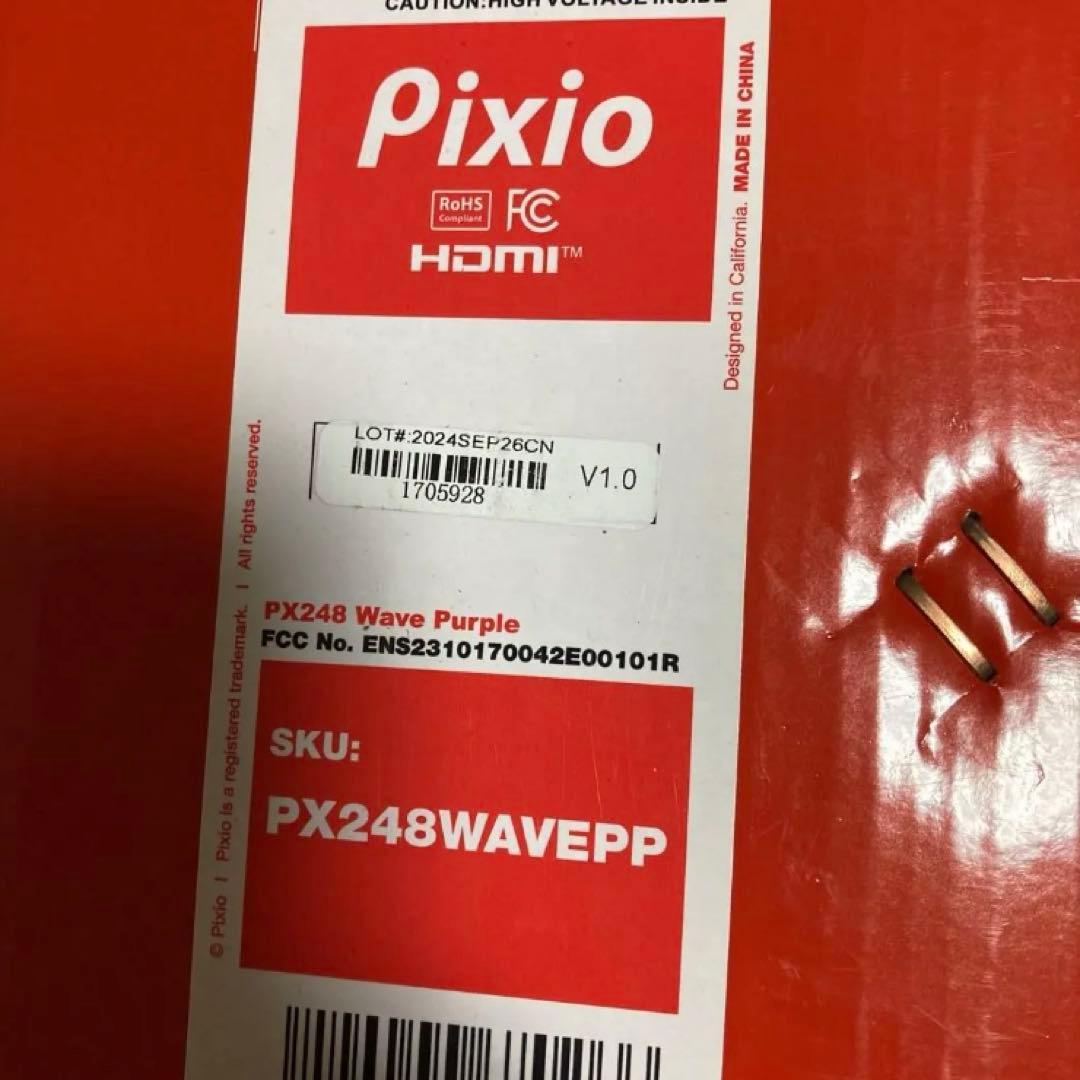 CAUTION:HIGH VOLTAGE INSIDE
Pixio
RoHS
Compliant
FC
HDMI™
Designed in California. MADE IN CHINA
LOT#:2024SEP26CN
1705928
V1.0
© Pixio I Pixio is a registered trademark. I All rights reserved.
PX248 Wave Purple
FCC No. ENS2310170042E00101R
SKU:
PX248WAVEPP